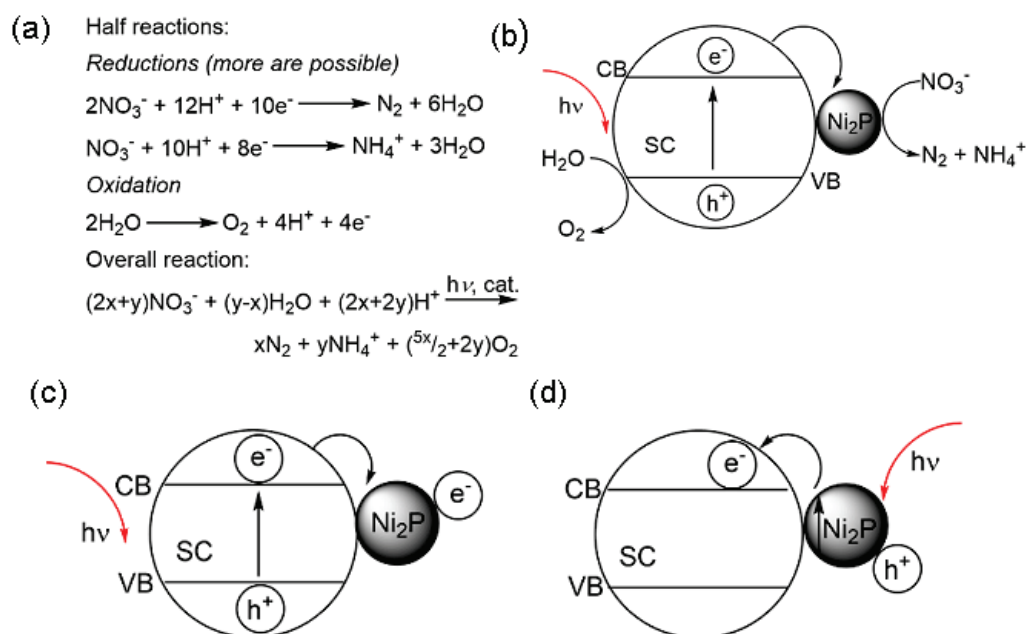 (a)
Half reactions:
Reductions (more are possible)
2NO₃⁻ + 12H⁺ + 10e⁻ ⟶ N₂ + 6H₂O
NO₃⁻ + 10H⁺ + 8e⁻ ⟶ NH₄⁺ + 3H₂O
Oxidation
2H₂O ⟶ O₂ + 4H⁺ + 4e⁻
Overall reaction:
(2x+y)NO₃⁻ + (y-x)H₂O + (2x+2y)H⁺ hν, cat. ⟶
xN₂ + yNH₄⁺ + (⁵ˣ/₂+2y)O₂
(b)
CB
e⁻
hν
NO₃⁻
Ni₂P
H₂O
SC
N₂ + NH₄⁺
VB
h⁺
O₂
(c)
e⁻
CB
e⁻
hν
Ni₂P
SC
VB
h⁺
(d)
e⁻
hν
CB
Ni₂P
SC
h⁺
VB